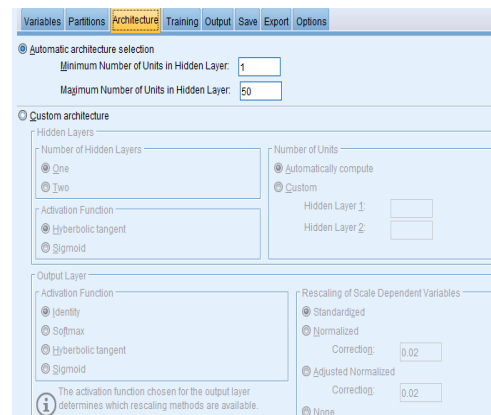 Variables Partitions Architecture Training Output Save Export Options
Automatic architecture selection
Minimum Number of Units in Hidden Layer: 1
Maximum Number of Units in Hidden Layer: 50
Custom architecture
Hidden Layers
Number of Hidden Layers
One
Two
Activation Function
Hyperbolic tangent
Sigmoid
Number of Units
Automatically compute
Custom
Hidden Layer 1:
Hidden Layer 2:
Output Layer
Activation Function
Identity
Softmax
Hyperbolic tangent
Sigmoid
The activation function chosen for the output layer
determines which rescaling methods are available.
Rescaling of Scale Dependent Variables
Standardized
Normalized
Correction: 0.02
Adjusted Normalized
Correction: 0.02
None